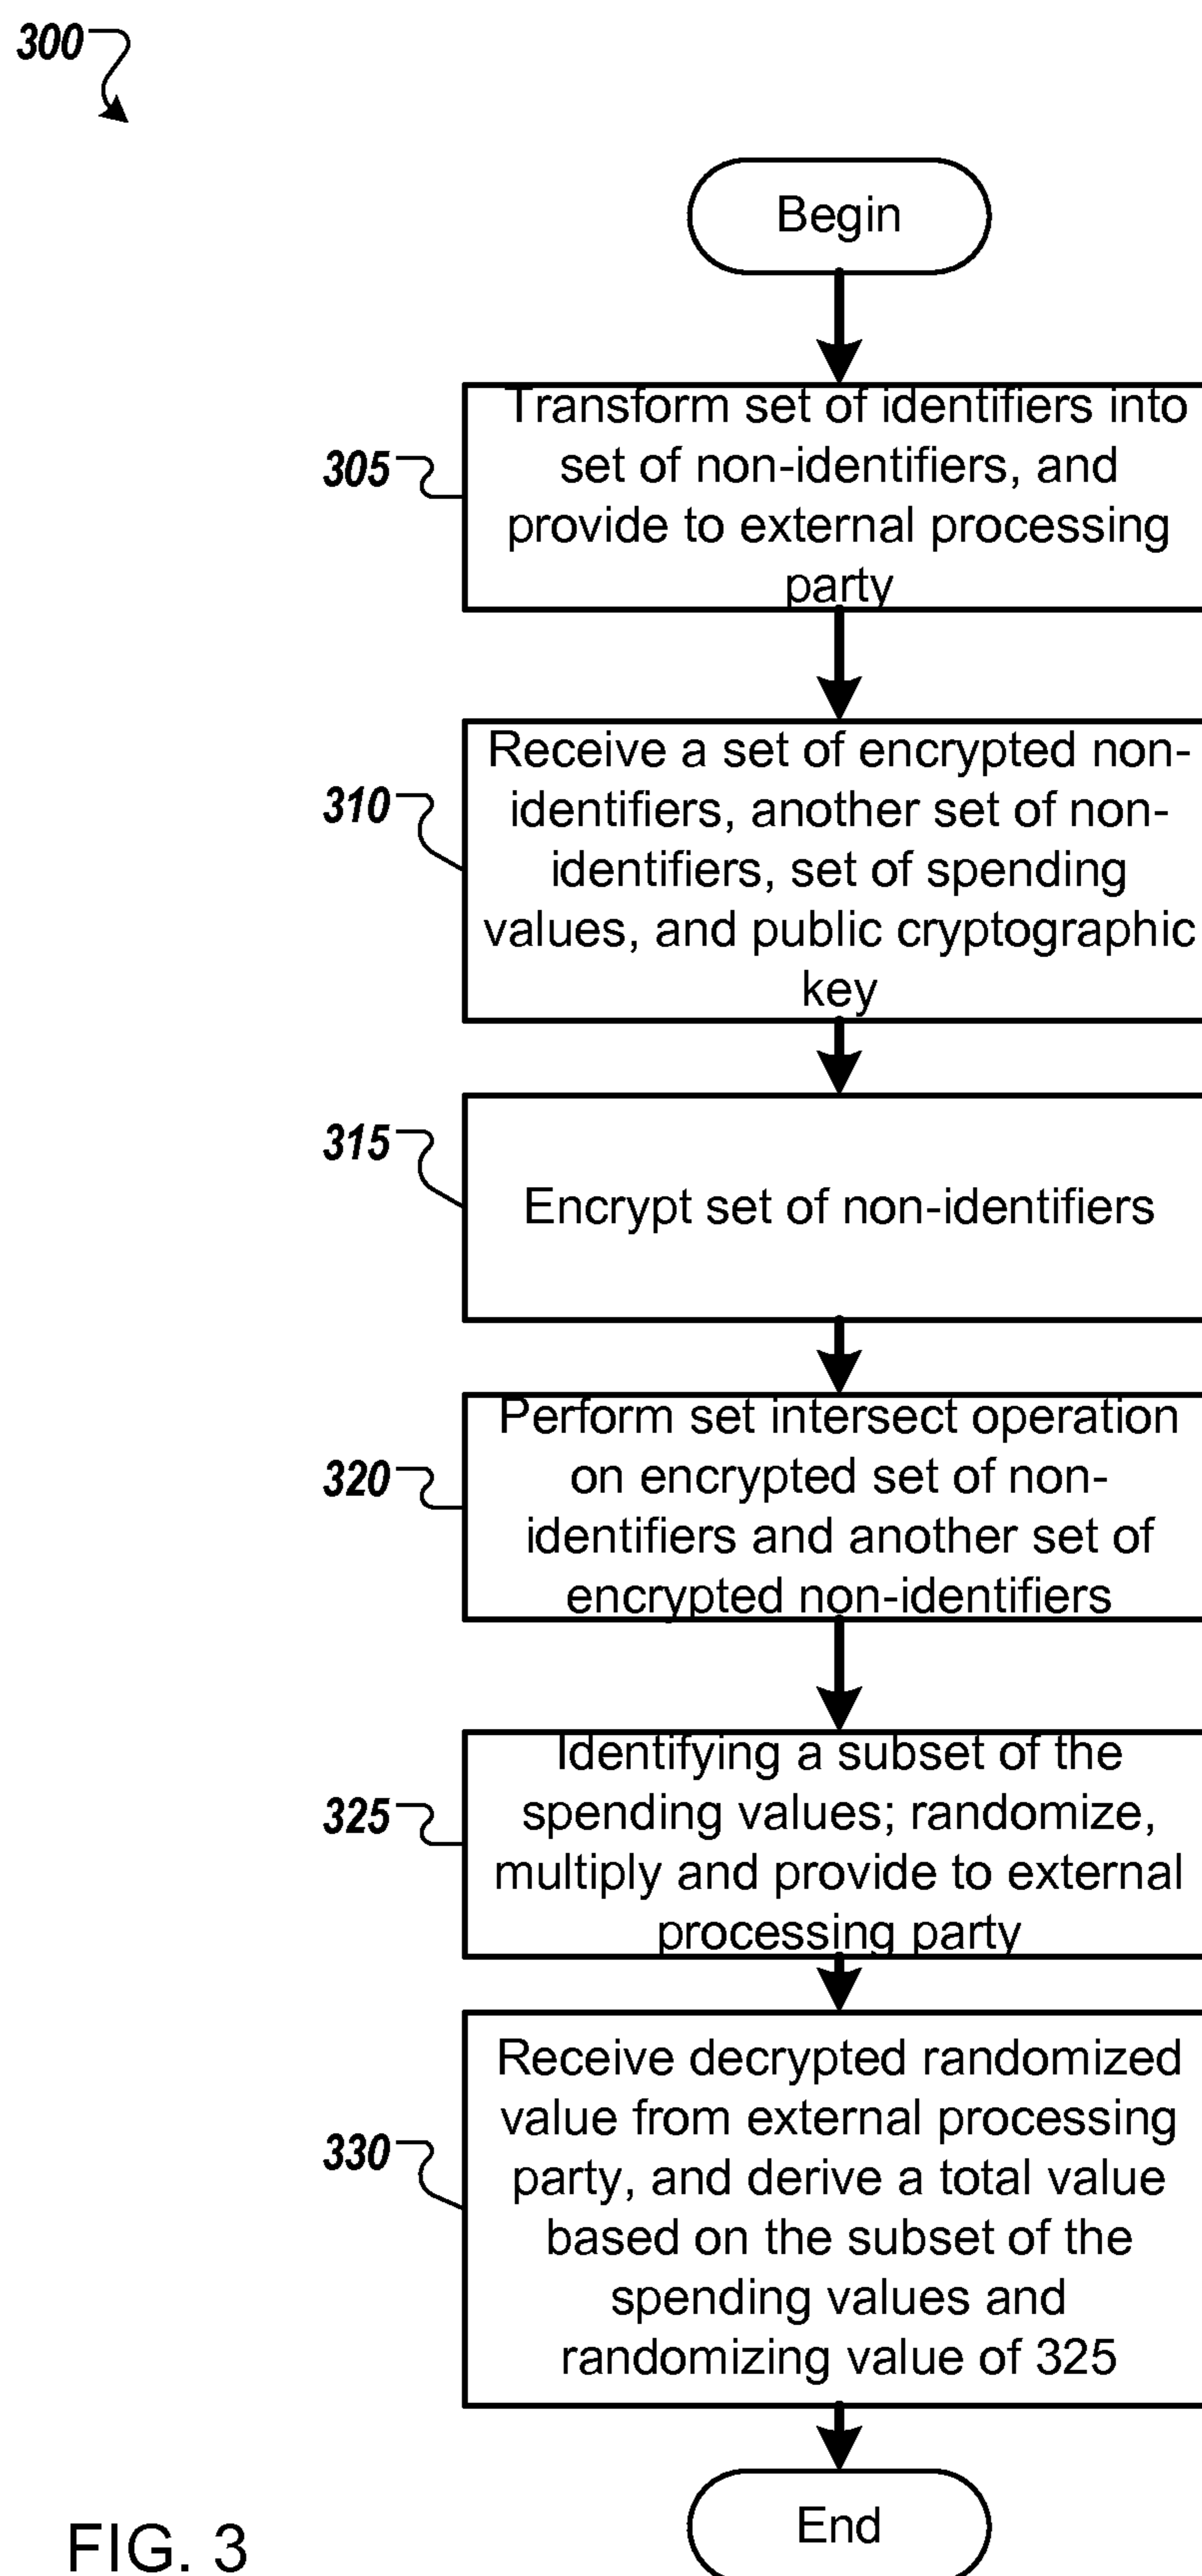 300
Begin
305
Transform set of identifiers into
set of non-identifiers, and
provide to external processing
party
310
Receive a set of encrypted non-
identifiers, another set of non-
identifiers, set of spending
values, and public cryptographic
key
315
Encrypt set of non-identifiers
320
Perform set intersect operation
on encrypted set of non-
identifiers and another set of
encrypted non-identifiers
325
Identifying a subset of the
spending values; randomize,
multiply and provide to external
processing party
330
Receive decrypted randomized
value from external processing
party, and derive a total value
based on the subset of the
spending values and
randomizing value of 325
End
FIG. 3